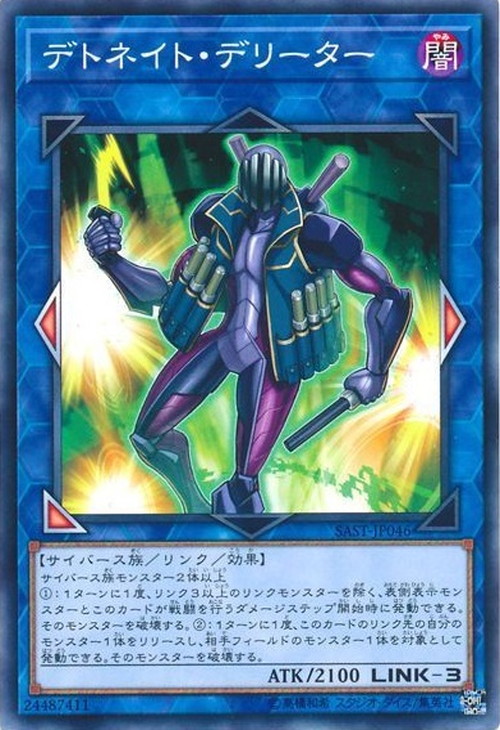 デトネイト・デリーター
闇
SAST-JP046
【サイバース族／リンク／効果】
サイバース族モンスター2体以上
①：1ターンに1度、リンク3以上のリンクモンスターを除く、表側表示モン
スターとこのカードが戦闘を行うダメージステップ開始時に発動できる。
そのモンスターを破壊する。②：1ターンに1度、このカードのリンク先の自分の
モンスター1体をリリースし、相手フィールドのモンスター1体を対象として
発動できる。そのモンスターを破壊する。
ATK/2100 LINK-3
24487411 ©高橋和希 スタジオ・ダイス/集英社